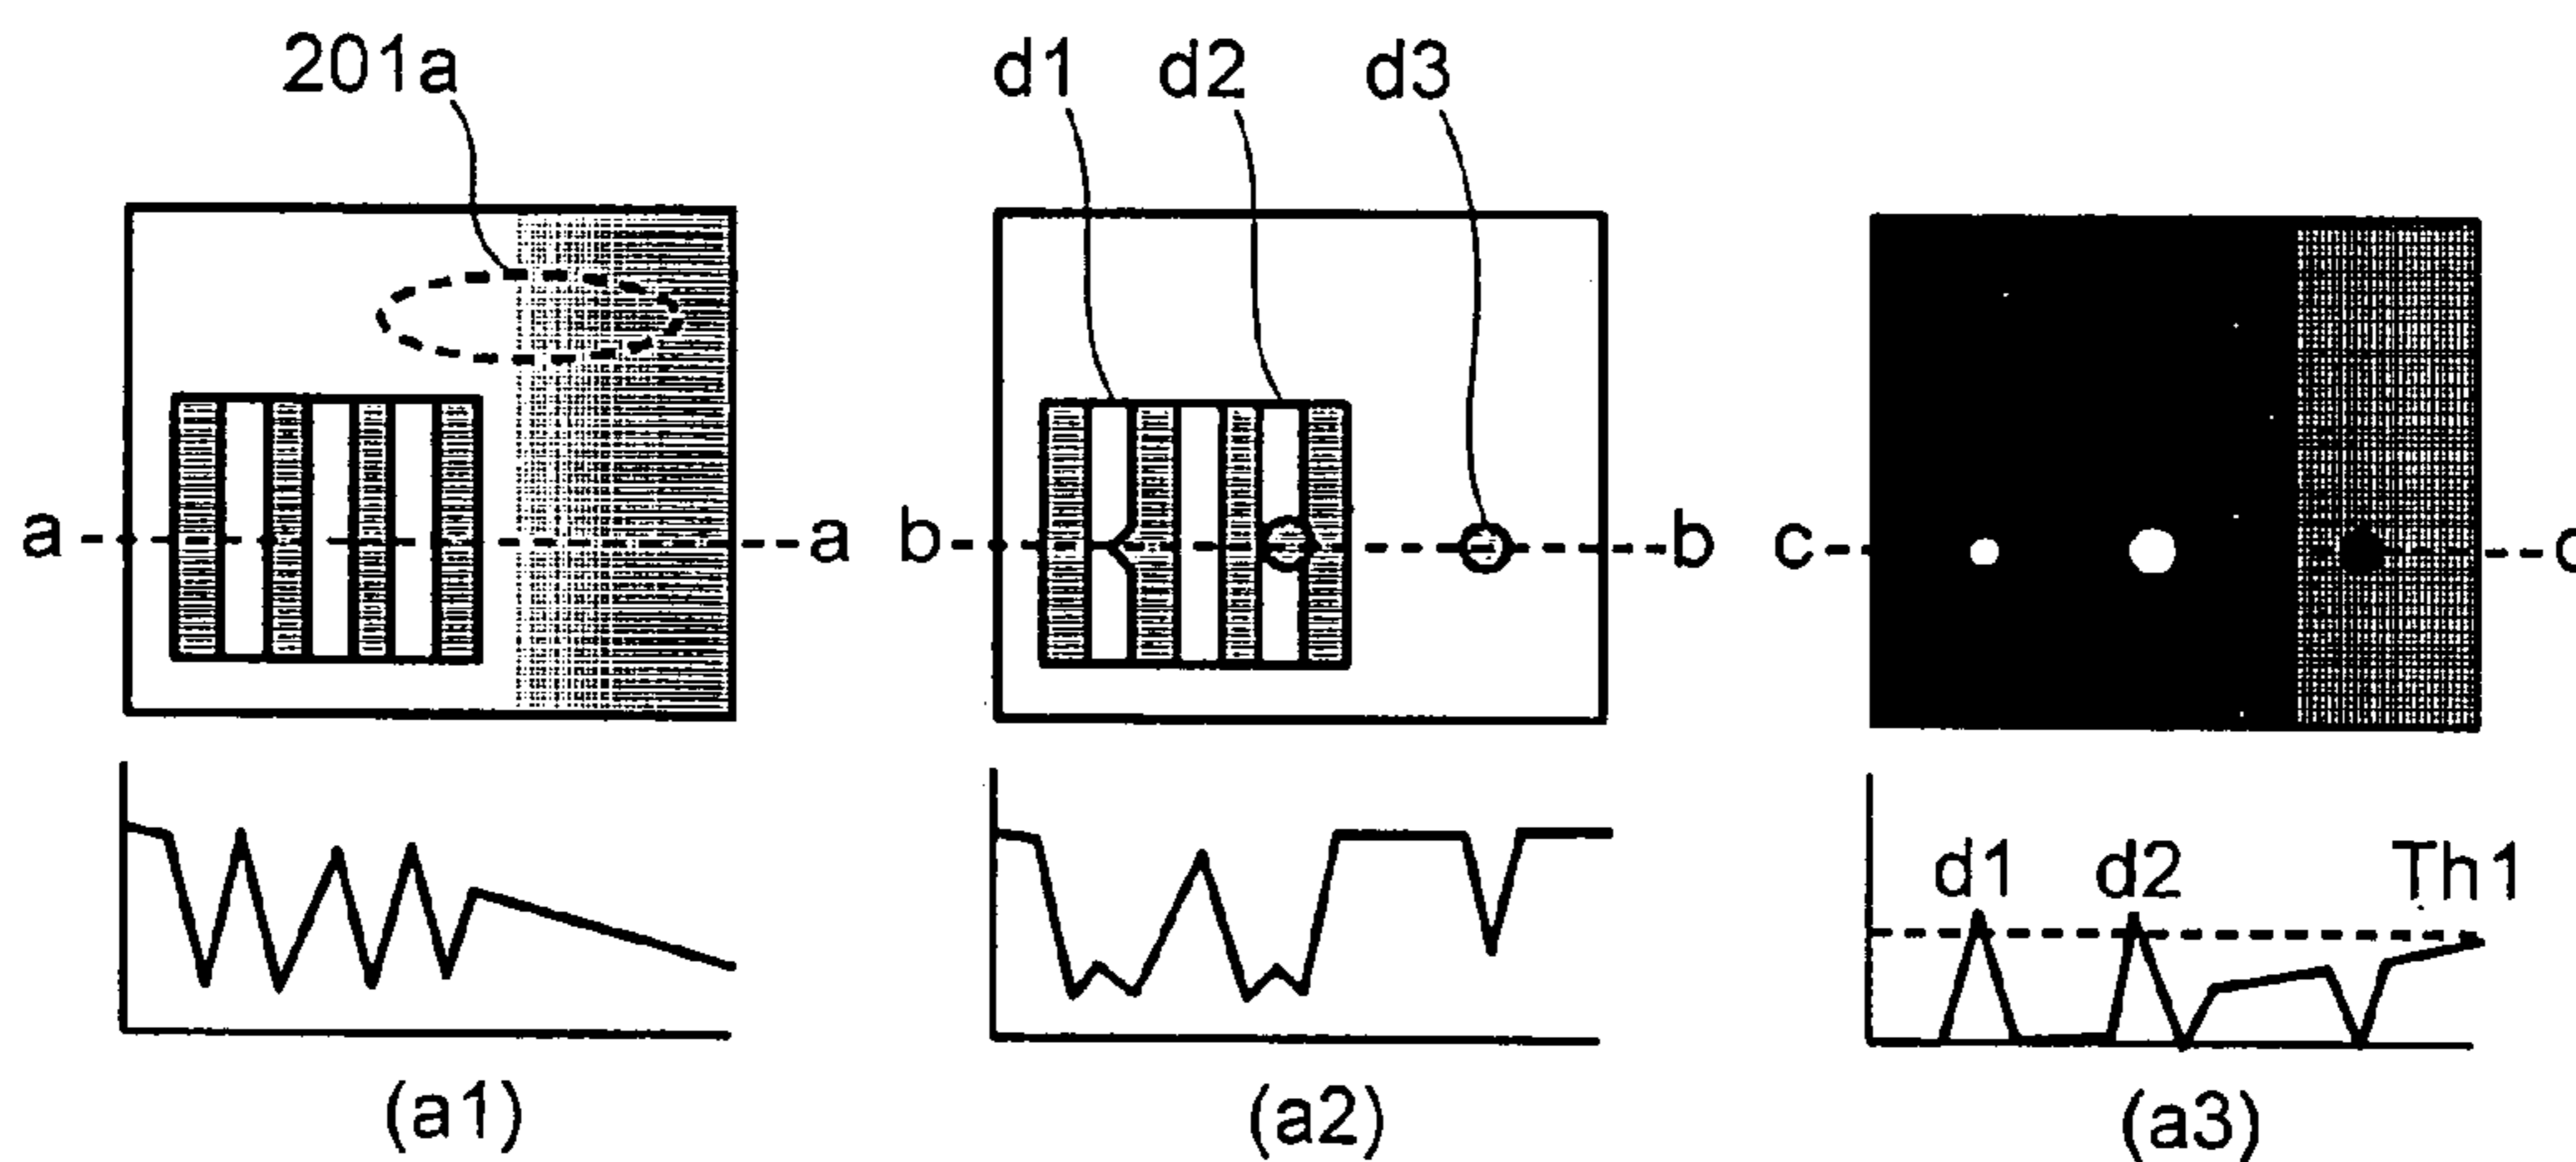 201a
d1 d2 d3
a a b b c c
d1 d2 Th1
(a1) (a2) (a3)